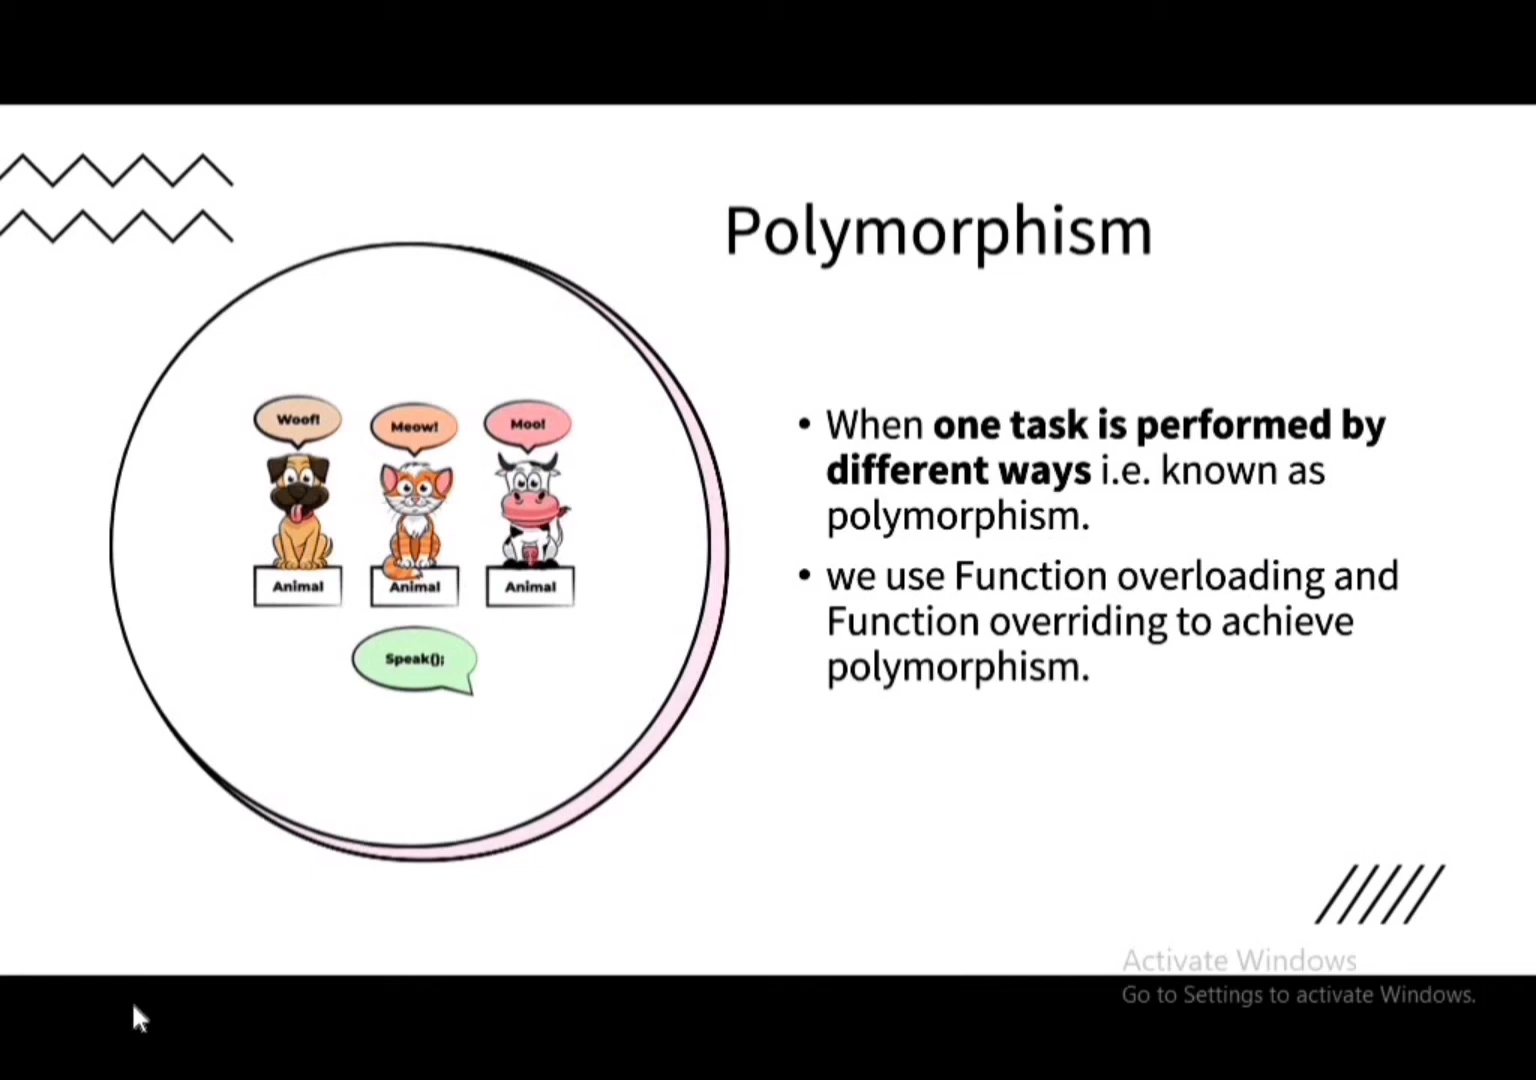 Polymorphism
Woof!
Meow!
Moo!
Animal
Animal
Animal
Speak();
• When one task is performed by
different ways i.e. known as
polymorphism.
• we use Function overloading and
Function overriding to achieve
polymorphism.
Activate Windows
Go to Settings to activate Windows.